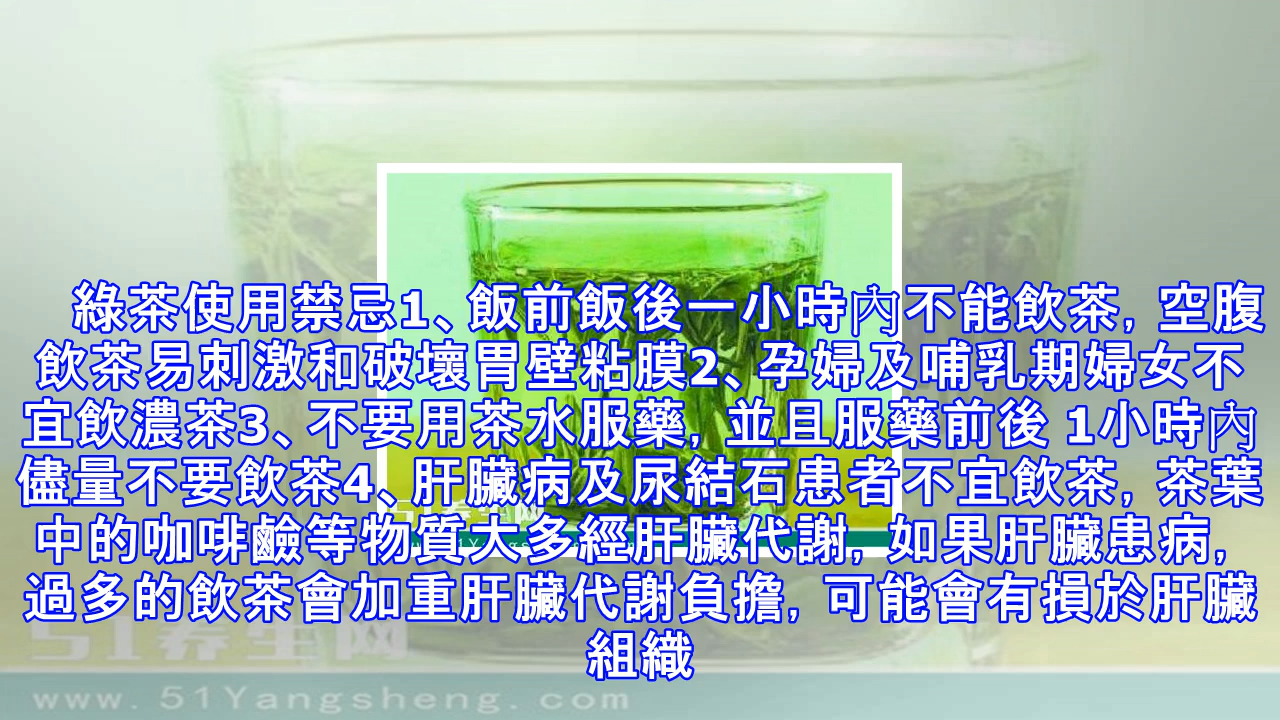 綠茶使用禁忌1、飯前飯後一小時內不能飲茶, 空腹
飲茶易刺激和破壞胃壁粘膜2、孕婦及哺乳期婦女不
宜飲濃茶3、不要用茶水服藥, 並且服藥前後 1小時內
儘量不要飲茶4、肝臟病及尿結石患者不宜飲茶, 茶葉
中的咖啡鹼等物質大多經肝臟代謝, 如果肝臟患病,
過多的飲茶會加重肝臟代謝負擔, 可能會有損於肝臟
組織
51养生网
www.51Yangsheng.com